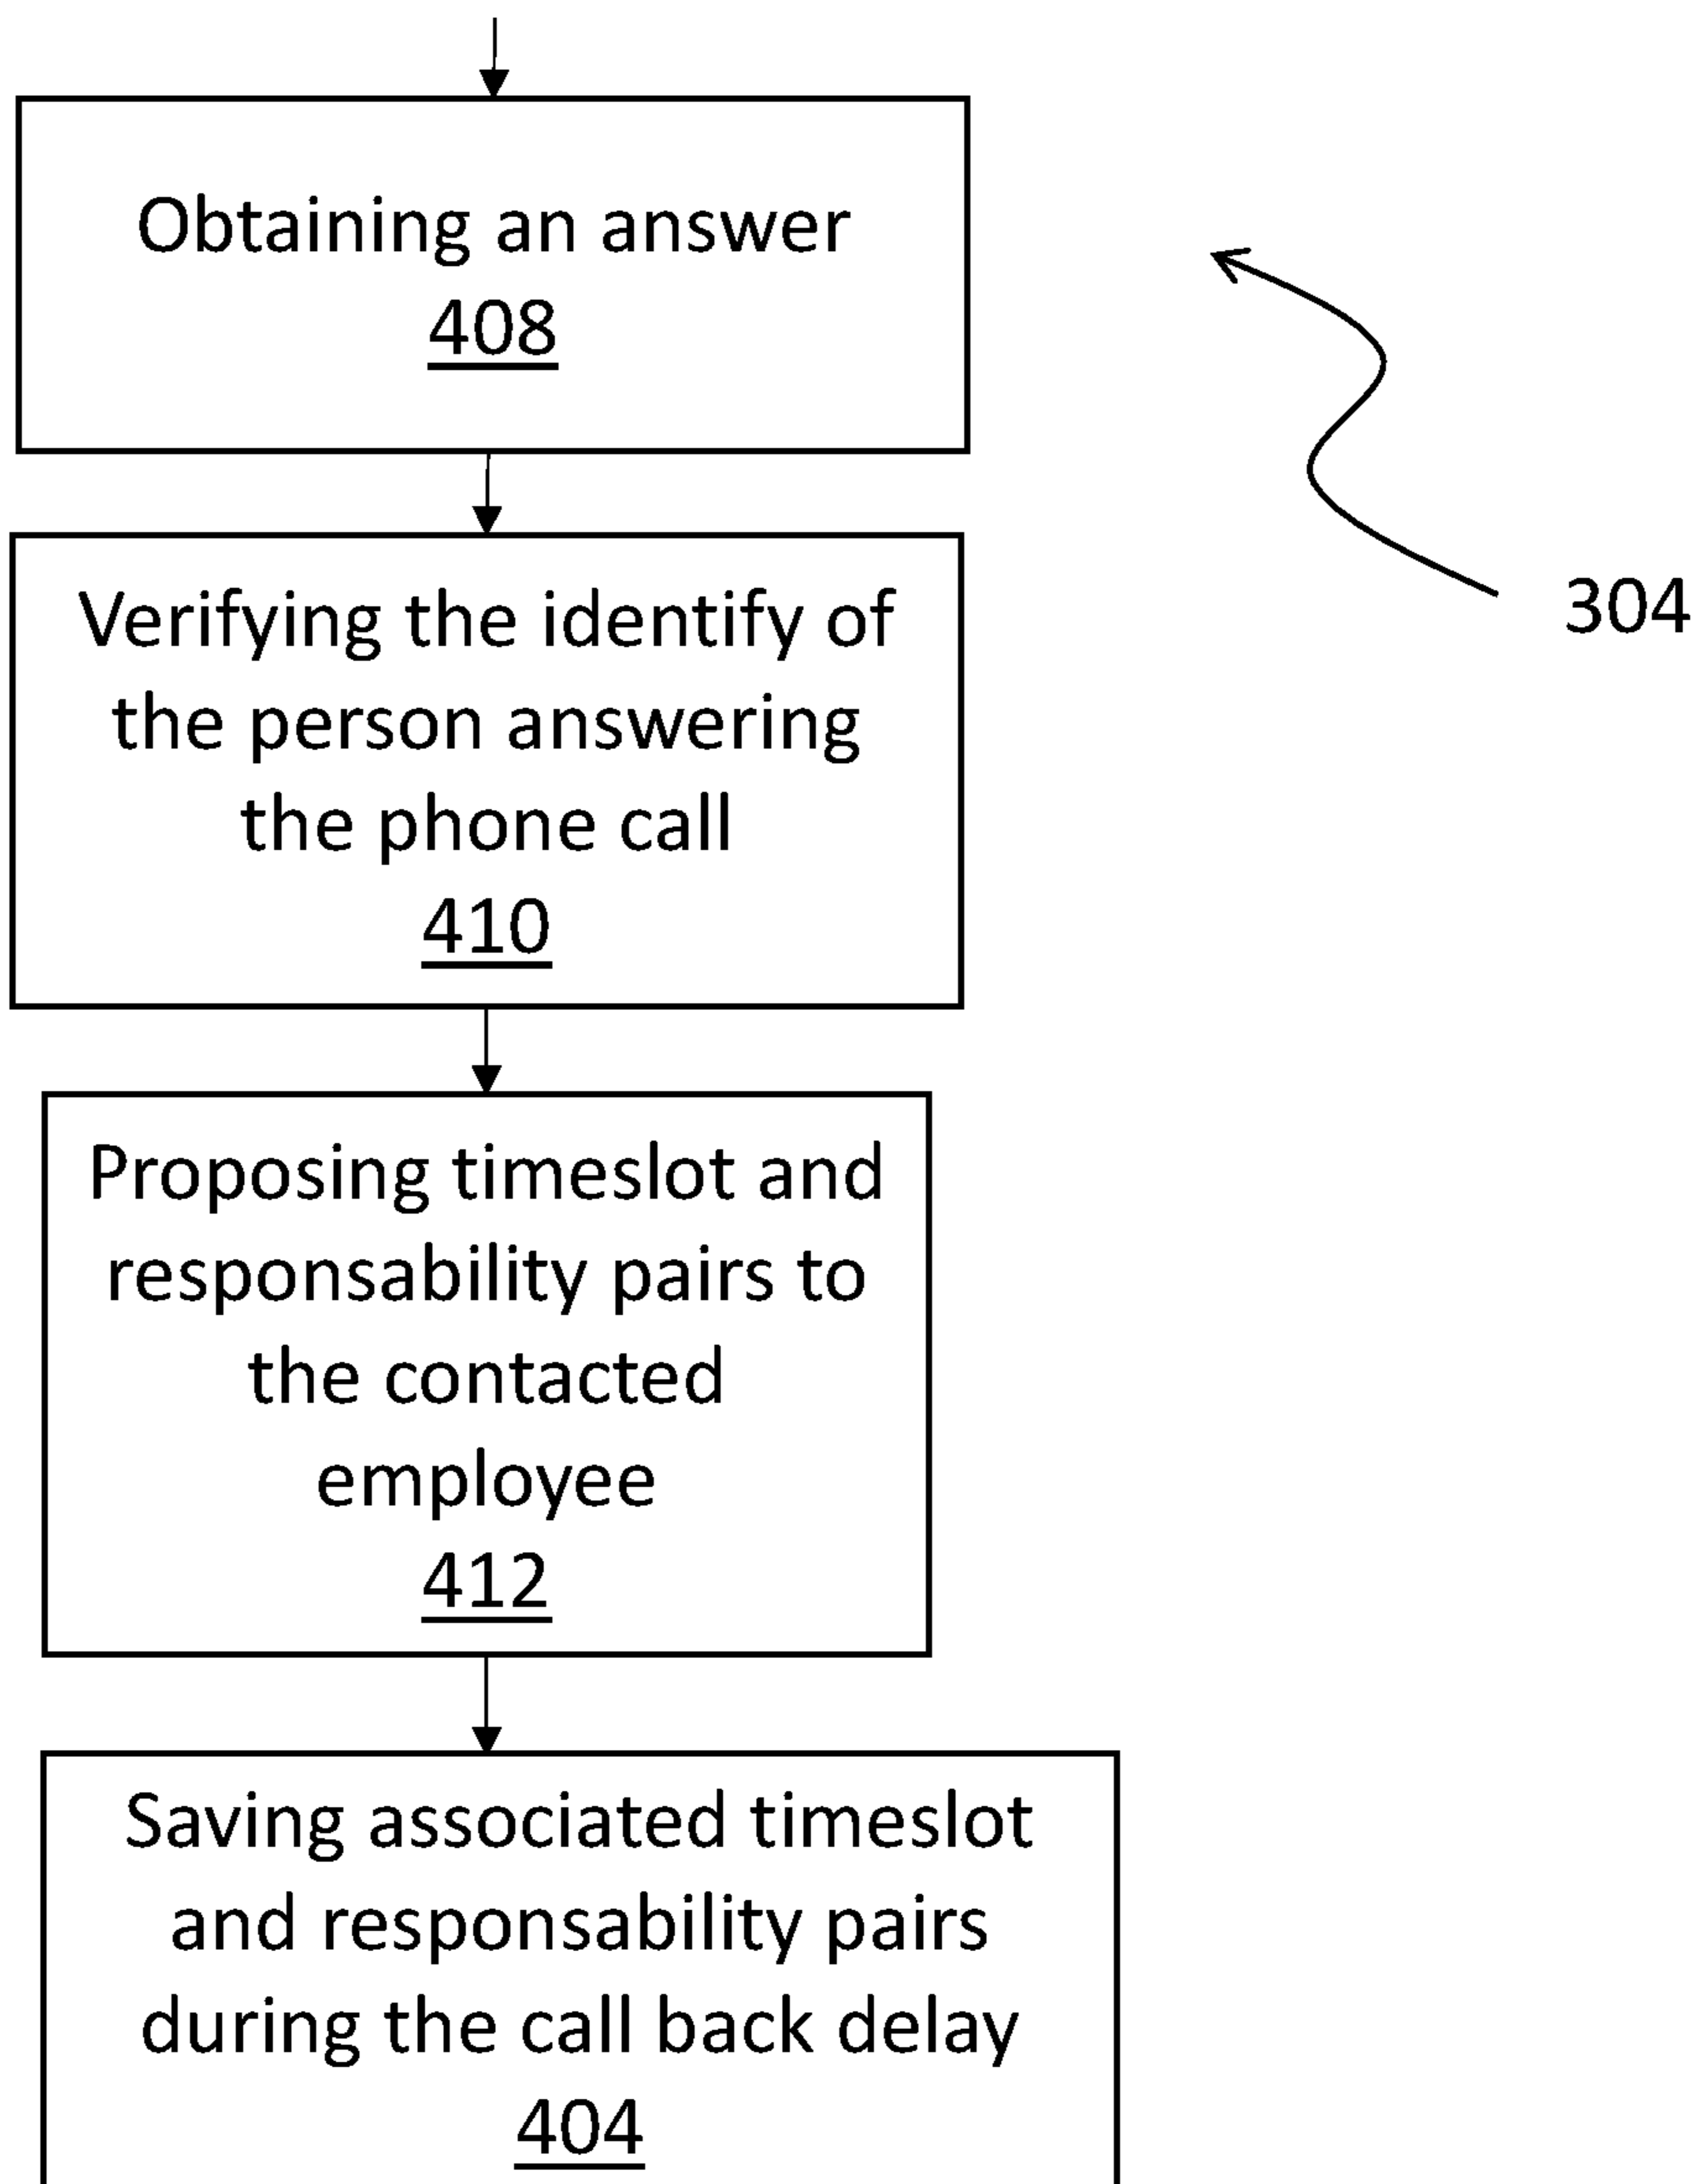 Obtaining an answer
408
Verifying the identify of
the person answering
the phone call
410
304
Proposing timeslot and
responsability pairs to
the contacted
employee
412
Saving associated timeslot
and responsability pairs
during the call back delay
404